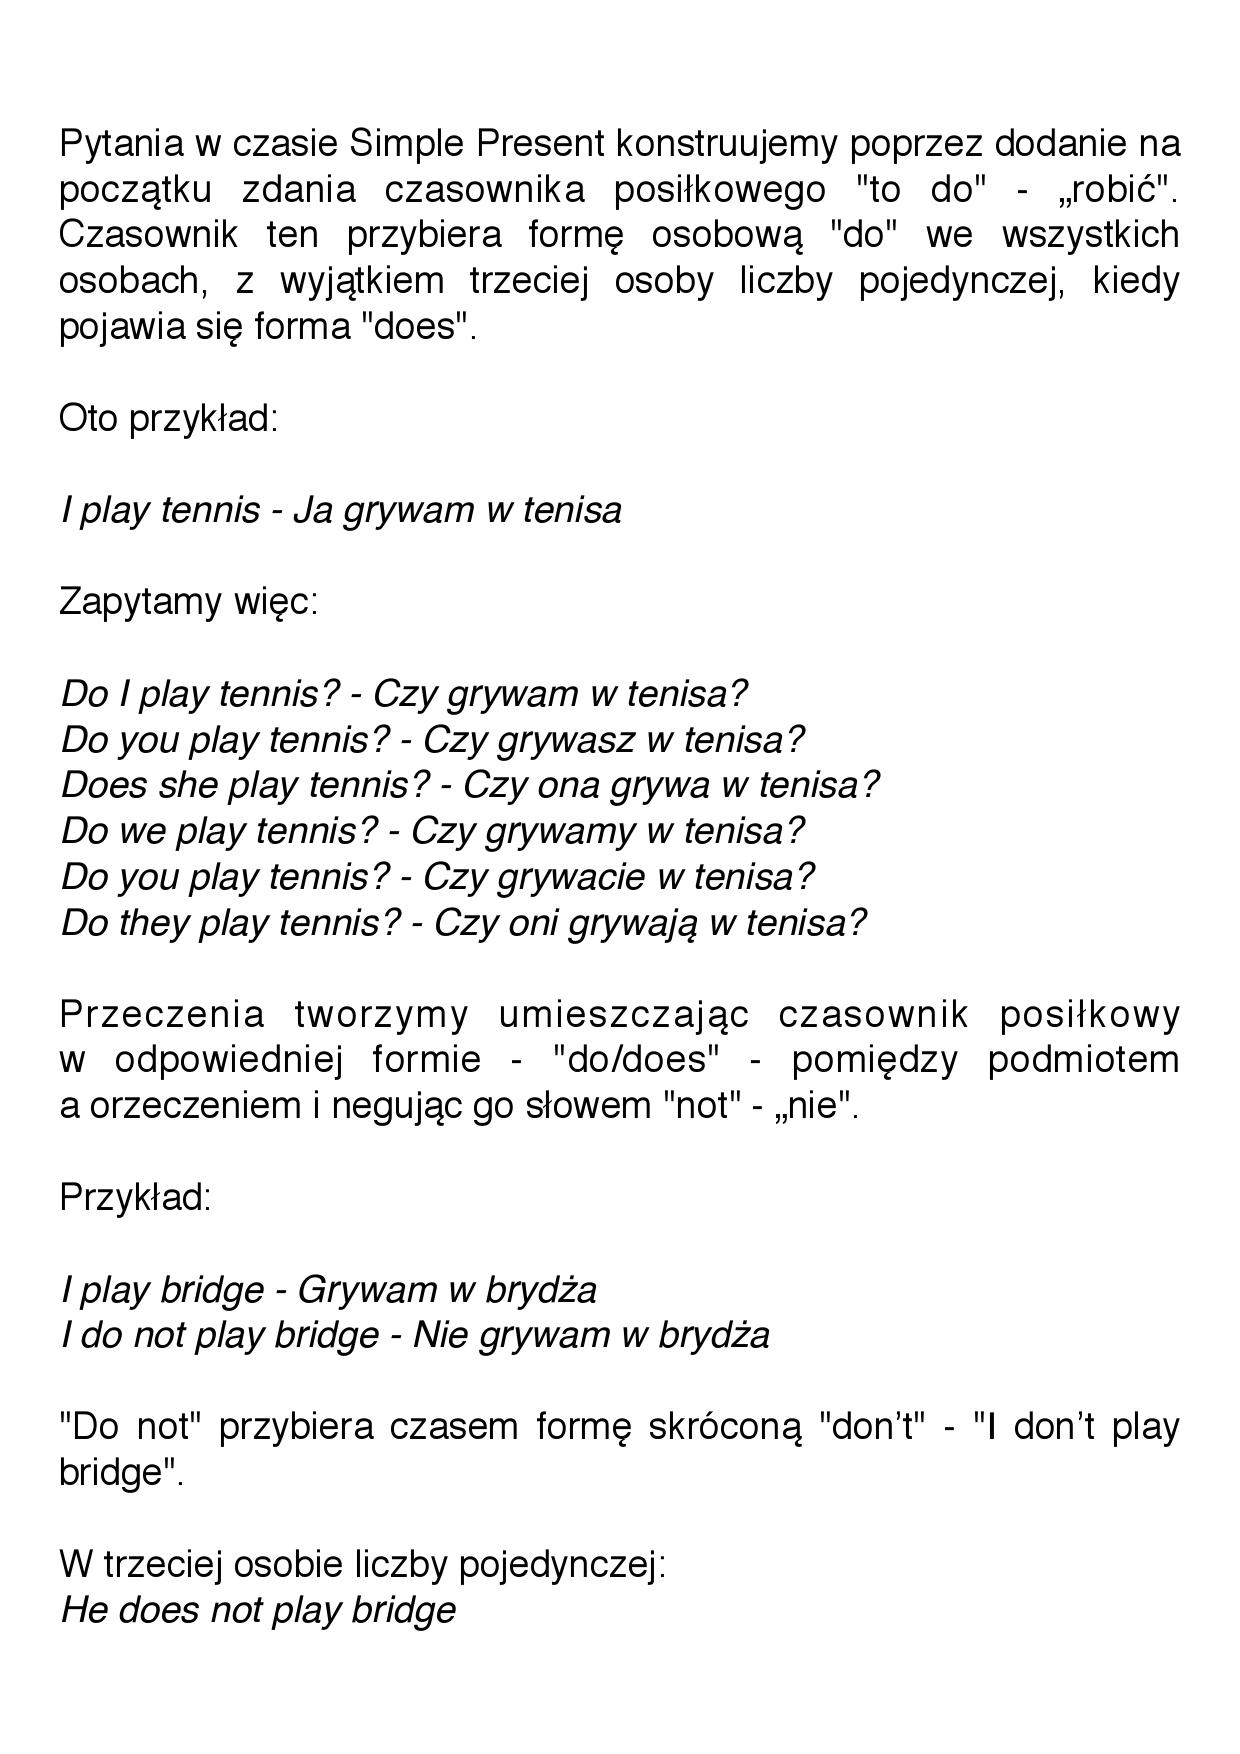 Pytania w czasie Simple Present konstruujemy poprzez dodanie na
początku zdania czasownika posiłkowego "to do" - „robić".
Czasownik ten przybiera formę osobową "do" we wszystkich
osobach, z wyjątkiem trzeciej osoby liczby pojedynczej, kiedy
pojawia się forma "does".
Oto przykład:
I play tennis - Ja grywam w tenisa
Zapytamy więc:
Do I play tennis? - Czy grywam w tenisa?
Do you play tennis? - Czy grywasz w tenisa?
Does she play tennis? - Czy ona grywa w tenisa?
Do we play tennis? - Czy grywamy w tenisa?
Do you play tennis? - Czy grywacie w tenisa?
Do they play tennis? - Czy oni grywają w tenisa?
Przeczenia tworzymy umieszczając czasownik posiłkowy
w odpowiedniej formie - "do/does" - pomiędzy podmiotem
a orzeczeniem i negując go słowem "not" - „nie".
Przykład:
I play bridge - Grywam w brydża
I do not play bridge - Nie grywam w brydża
"Do not" przybiera czasem formę skróconą "don’t" - "I don’t play
bridge".
W trzeciej osobie liczby pojedynczej:
He does not play bridge